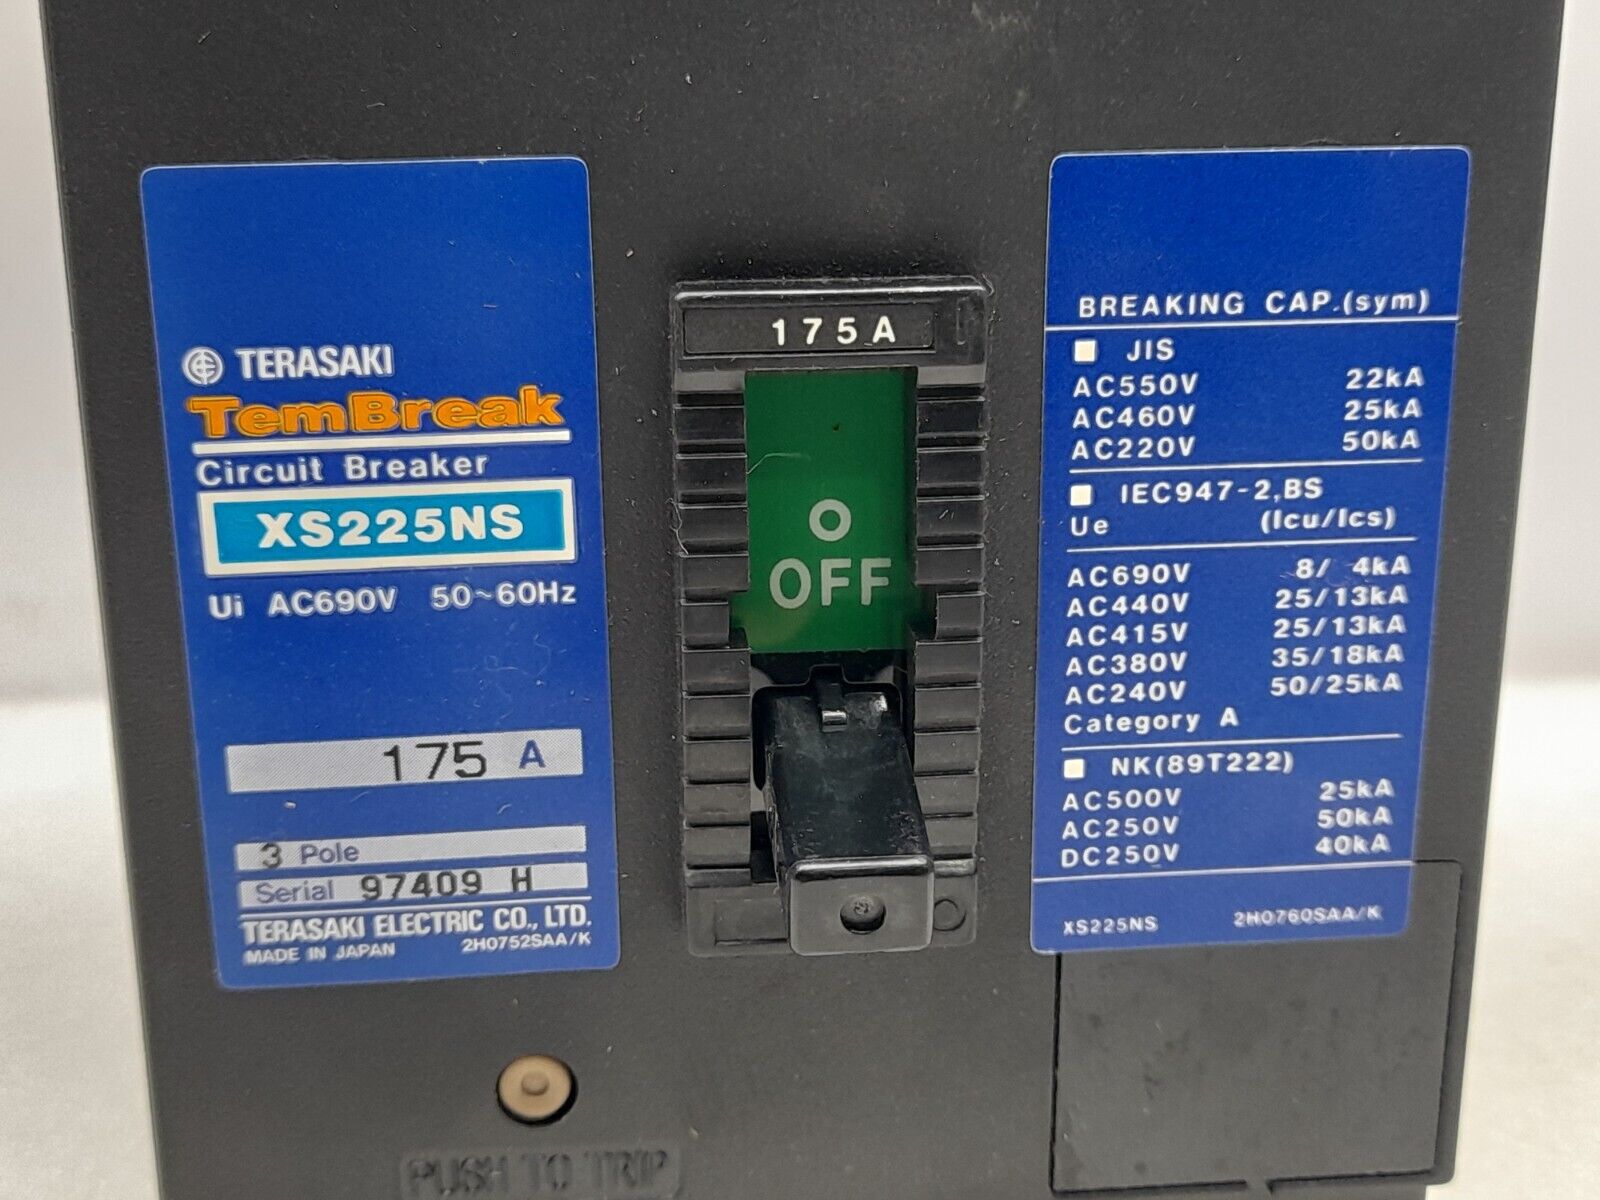 TERASAKI
TemBreak
Circuit Breaker
XS225NS
Ui AC690V 50~60Hz
175 A
3 Pole
Serial 97409 H
TERASAKI ELECTRIC CO., LTD.
MADE IN JAPAN 2H0752SAA/K
PUSH TO TRIP
175A
O
OFF
BREAKING CAP.(sym)
JIS
AC550V 22kA
AC460V 25kA
AC220V 50kA
IEC947-2,BS
Ue (Icu/Ics)
AC690V 8/ 4kA
AC440V 25/13kA
AC415V 25/13kA
AC380V 35/18kA
AC240V 50/25kA
Category A
NK(89T222)
AC500V 25kA
AC250V 50kA
DC250V 40kA
XS225NS 2H0760SAA/K